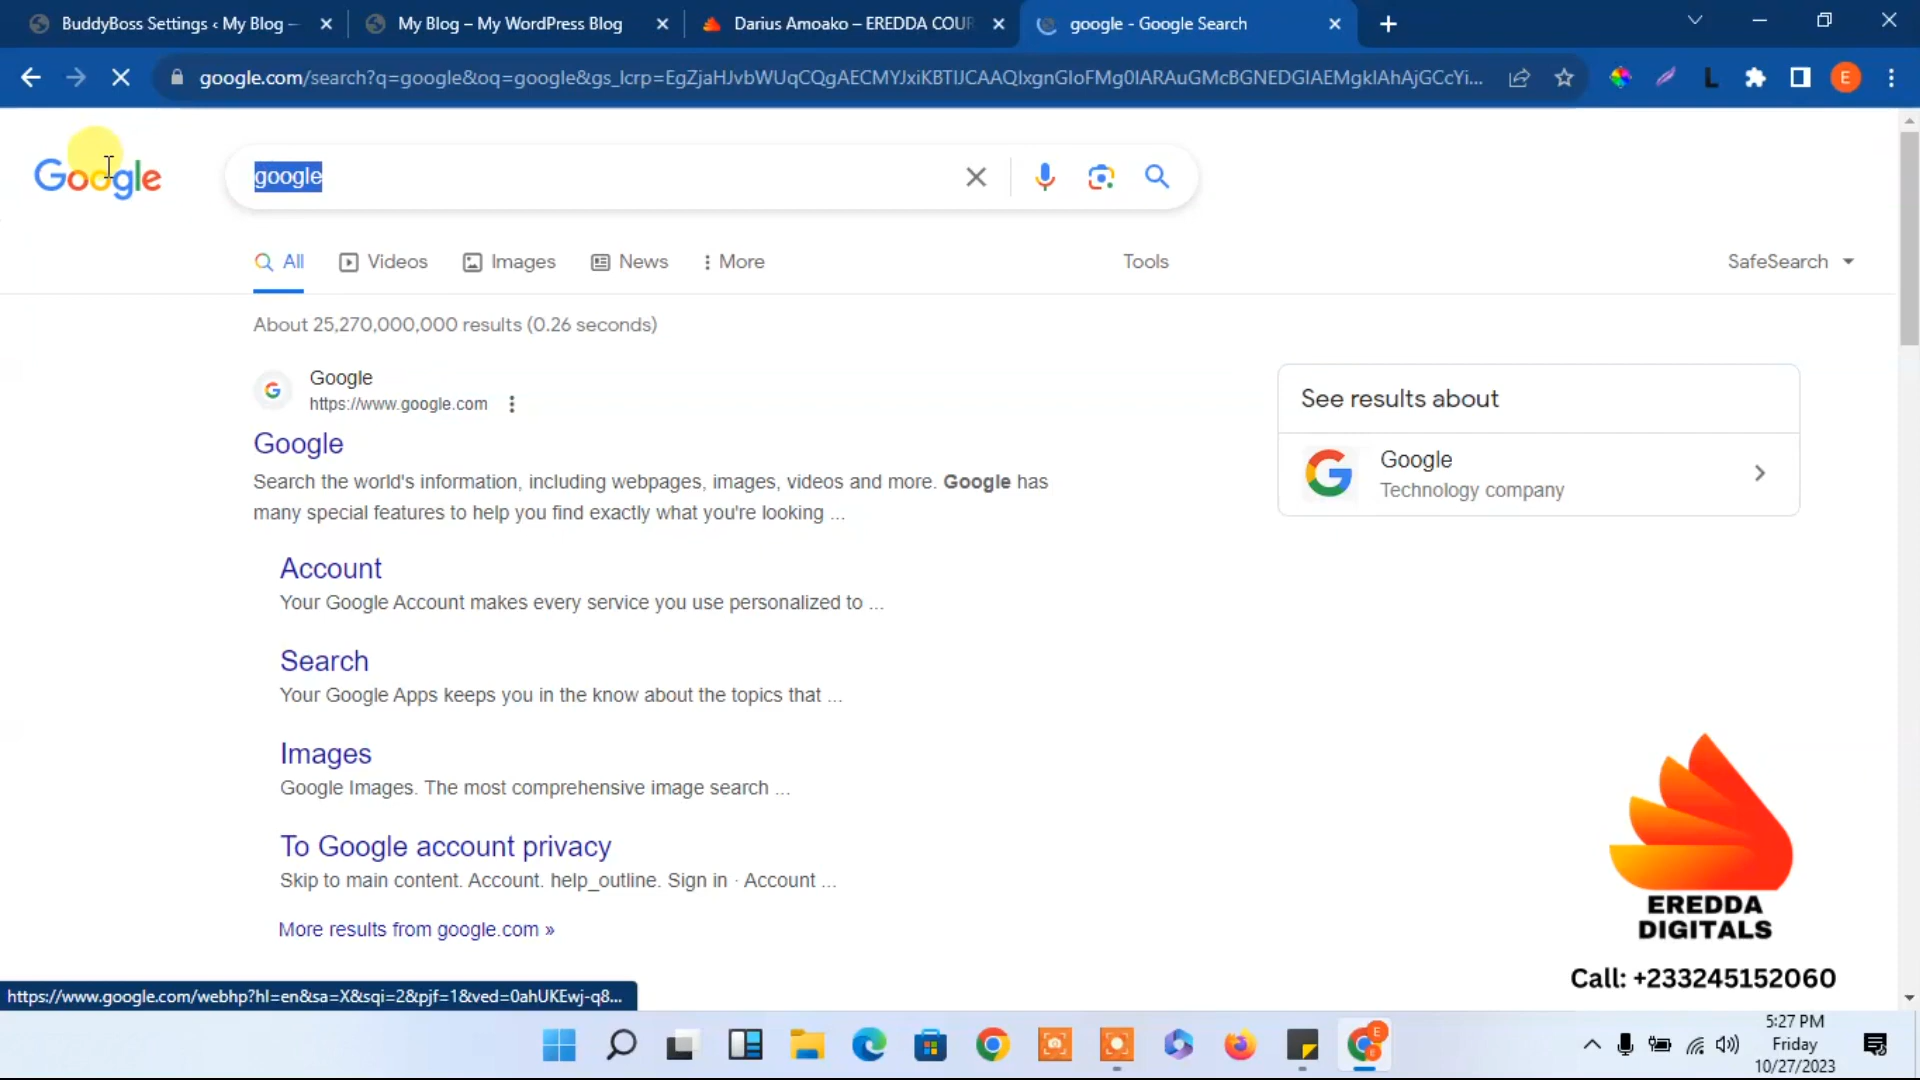 BuddyBoss Settings ‹ My Blog –
My Blog – My WordPress Blog
Darius Amoako – EREDDA COUR
google - Google Search
google.com/search?q=google&oq=google&gs_lcrp=EgZjaHJvbWUqCQgAECMYJxiKBTIJCAAQIxgnGIoFMg0IARAuGMcBGNEDGIAEMgkIAhAjGCcYi...
E
Google
google
All
Videos
Images
News
More
Tools
SafeSearch
About 25,270,000,000 results (0.26 seconds)
Google
https://www.google.com
Google
Search the world's information, including webpages, images, videos and more. Google has
many special features to help you find exactly what you're looking ...
See results about
Google
Technology company
Account
Your Google Account makes every service you use personalized to ...
Search
Your Google Apps keeps you in the know about the topics that ...
Images
Google Images. The most comprehensive image search ...
To Google account privacy
Skip to main content. Account. help_outline. Sign in · Account ...
More results from google.com »
EREDDA
DIGITALS
Call: +233245152060
https://www.google.com/webhp?hl=en&sa=X&sqi=2&pjf=1&ved=0ahUKEwj-q8...
5:27 PM
Friday
10/27/2023